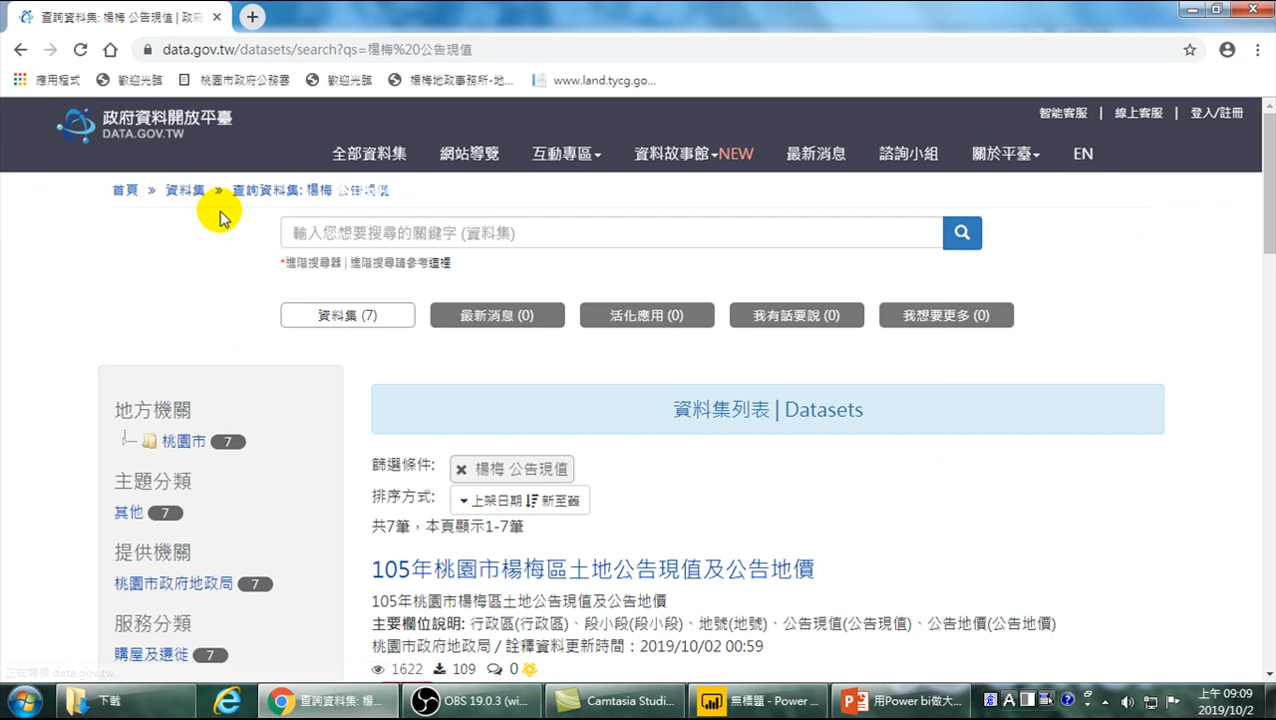 查詢資料集: 楊梅 公告現值 | 政府
data.gov.tw/datasets/search?qs=楊梅%20公告現值
應用程式 歡迎光臨 桃園市政府公務雲 歡迎光臨 楊梅地政事務所-地... www.land.tycg.go...
政府資料開放平臺
DATA.GOV.TW
智能客服 | 線上客服 | 登入/註冊
全部資料集 網站導覽 互動專區 資料故事館 NEW 最新消息 諮詢小組 關於平臺 EN
首頁 » 資料集 » 查詢資料集: 楊梅 公告現值
輸入您想要搜尋的關鍵字 (資料集)
*進階搜尋器 | 進階搜尋請參考這裡
資料集 (7) 最新消息 (0) 活化應用 (0) 我有話要說 (0) 我想要更多 (0)
地方機關
桃園市 7
主題分類
其他 7
提供機關
桃園市政府地政局 7
服務分類
購屋及遷徙 7
資料集列表 | Datasets
篩選條件: ✖ 楊梅 公告現值
排序方式: 上架日期 新至舊
共7筆，本頁顯示1-7筆
105年桃園市楊梅區土地公告現值及公告地價
105年桃園市楊梅區土地公告現值及公告地價
主要欄位說明: 行政區(行政區)、段小段(段小段)、地號(地號)、公告現值(公告現值)、公告地價(公告地價)
桃園市政府地政局 / 詮釋資料更新時間：2019/10/02 00:59
1622 109 0
下載 查詢資料集: 楊... OBS 19.0.3 (wi... Camtasia Studi... 無標題 - Power ... 用Power bi做大...
上午 09:09
2019/10/2